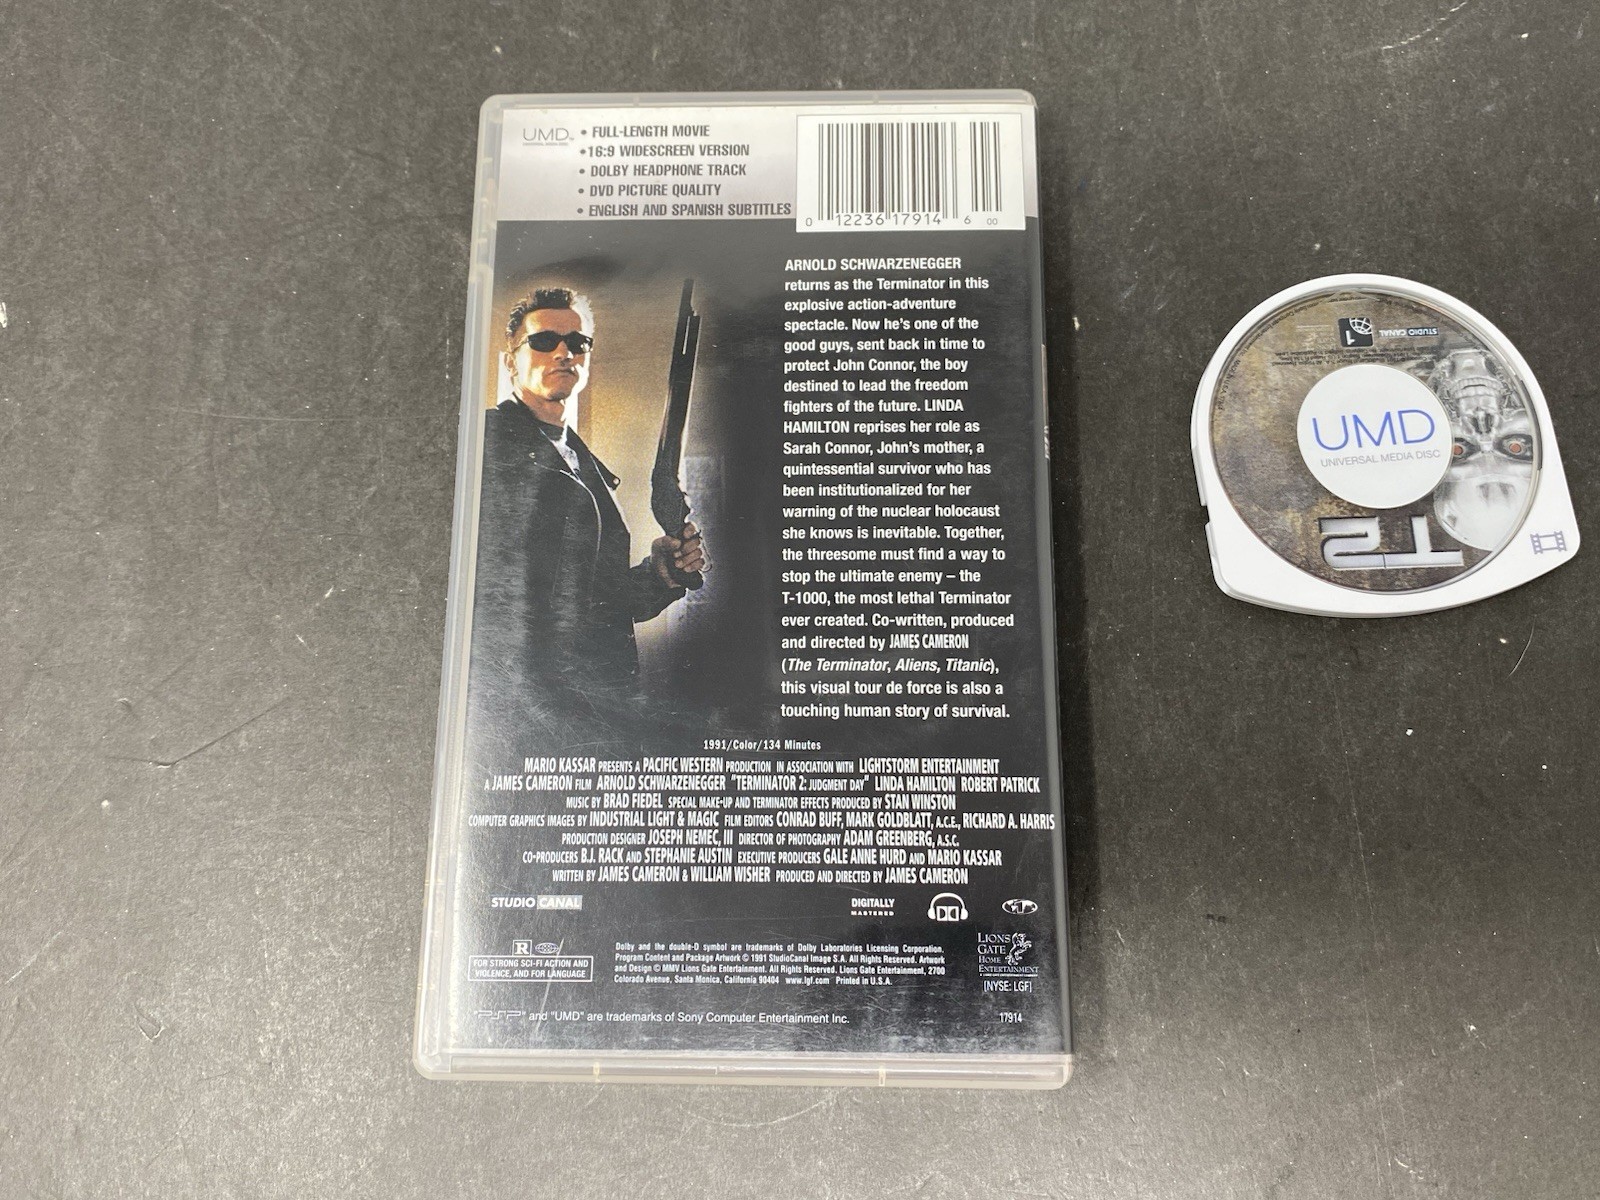 UMD
• FULL-LENGTH MOVIE
• 16:9 WIDESCREEN VERSION
• DOLBY HEADPHONE TRACK
• DVD PICTURE QUALITY
• ENGLISH AND SPANISH SUBTITLES
0 12236 17914 6 00
ARNOLD SCHWARZENEGGER
returns as the Terminator in this
explosive action-adventure
spectacle. Now he's one of the
good guys, sent back in time to
protect John Connor, the boy
destined to lead the freedom
fighters of the future. LINDA
HAMILTON reprises her role as
Sarah Connor, John's mother, a
quintessential survivor who has
been institutionalized for her
warning of the nuclear holocaust
she knows is inevitable. Together,
the threesome must find a way to
stop the ultimate enemy – the
T-1000, the most lethal Terminator
ever created. Co-written, produced
and directed by JAMES CAMERON
(The Terminator, Aliens, Titanic),
this visual tour de force is also a
touching human story of survival.
1991/Color/134 Minutes
MARIO KASSAR PRESENTS A PACIFIC WESTERN PRODUCTION IN ASSOCIATION WITH LIGHTSTORM ENTERTAINMENT
A JAMES CAMERON FILM ARNOLD SCHWARZENEGGER "TERMINATOR 2: JUDGMENT DAY" LINDA HAMILTON ROBERT PATRICK
MUSIC BY BRAD FIEDEL SPECIAL MAKE-UP AND TERMINATOR EFFECTS PRODUCED BY STAN WINSTON
COMPUTER GRAPHICS IMAGES BY INDUSTRIAL LIGHT & MAGIC FILM EDITORS CONRAD BUFF, MARK GOLDBLATT, A.C.E., RICHARD A. HARRIS
PRODUCTION DESIGNER JOSEPH NEMEC, III DIRECTOR OF PHOTOGRAPHY ADAM GREENBERG, A.S.C.
CO-PRODUCERS B.J. RACK AND STEPHANIE AUSTIN EXECUTIVE PRODUCERS GALE ANNE HURD AND MARIO KASSAR
WRITTEN BY JAMES CAMERON & WILLIAM WISHER PRODUCED AND DIRECTED BY JAMES CAMERON
STUDIO CANAL
DIGITALLY
MASTERED
R
FOR STRONG SCI-FI ACTION AND
VIOLENCE, AND FOR LANGUAGE
Dolby and the double-D symbol are trademarks of Dolby Laboratories Licensing Corporation.
Program Content and Package Artwork © 1991 StudioCanal Image S.A. All Rights Reserved. Artwork
and Design © MMV Lions Gate Entertainment. All Rights Reserved. Lions Gate Entertainment, 2700
Colorado Avenue, Santa Monica, California 90404 www.lgf.com Printed in U.S.A.
LIONS
GATE
HOME
ENTERTAINMENT
[NYSE: LGF]
"PSP" and "UMD" are trademarks of Sony Computer Entertainment Inc.
17914
STUDIO CANAL
1
UMD
UNIVERSAL MEDIA DISC
T2